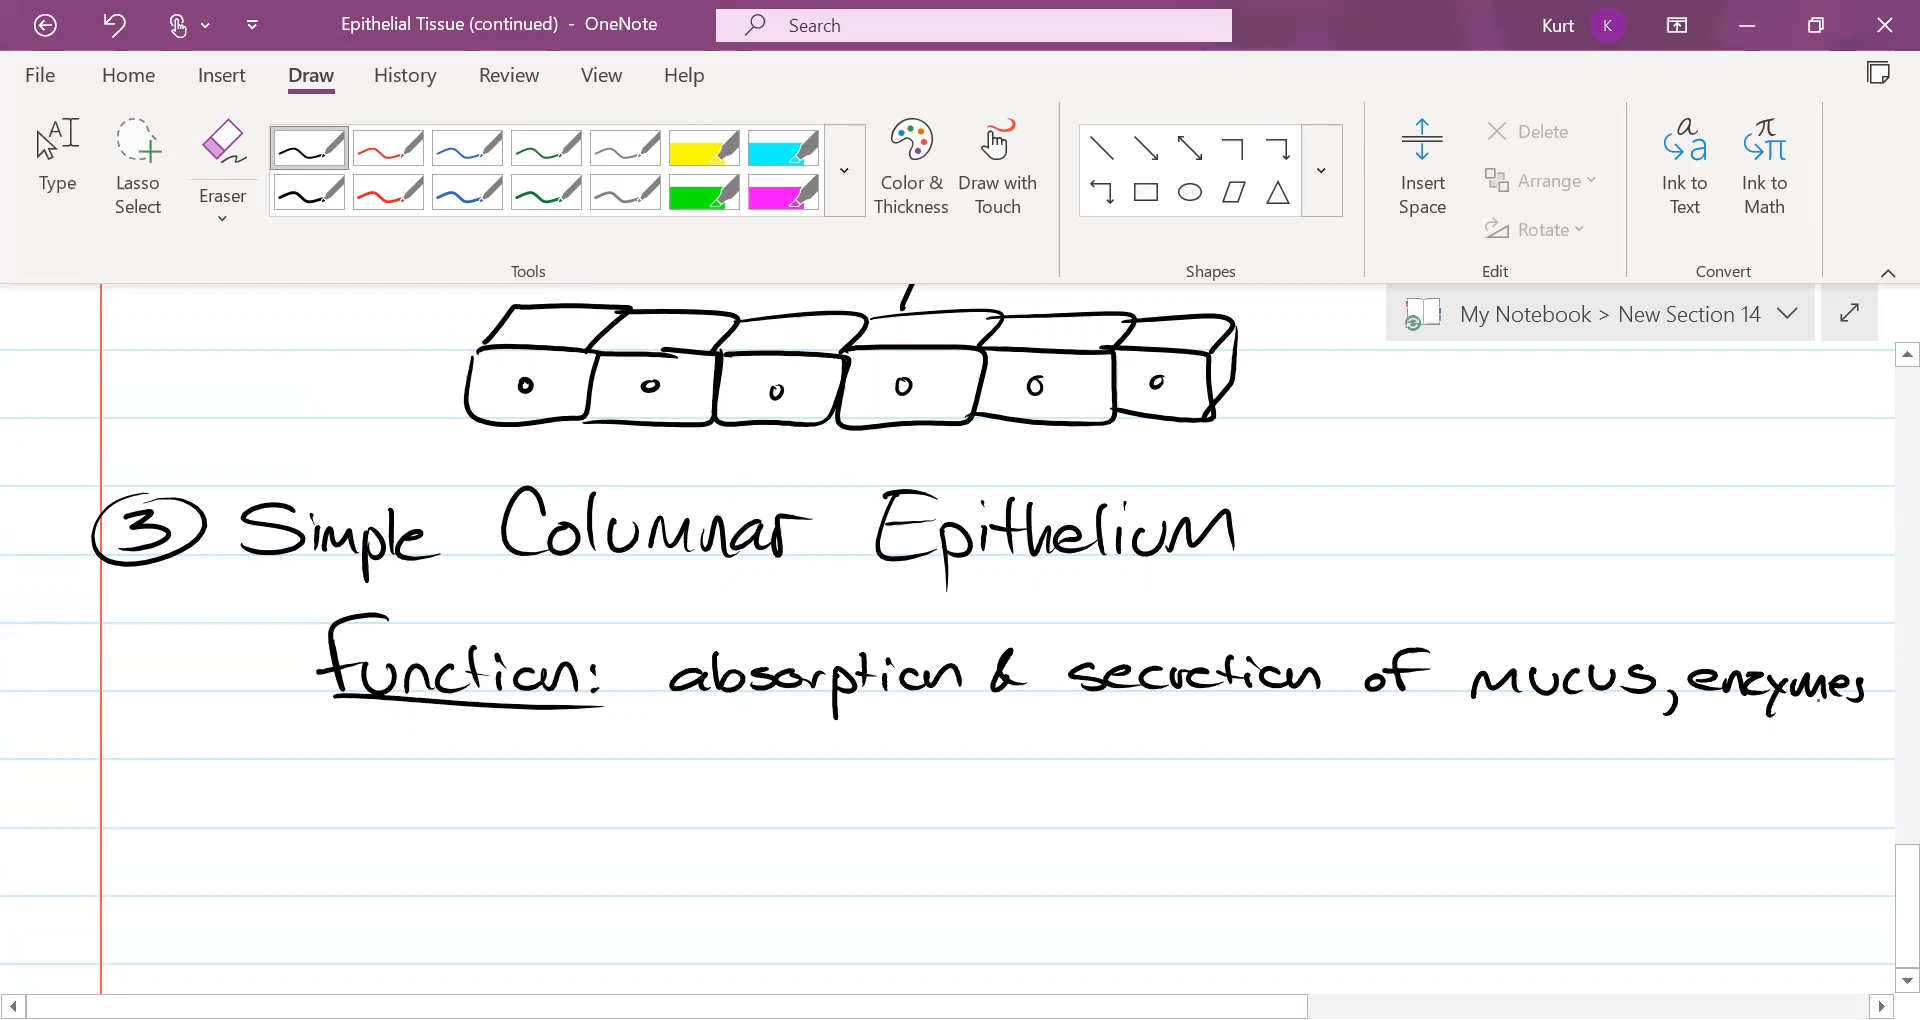 Epithelial Tissue (continued) - OneNote
Search
Kurt K
File Home Insert Draw History Review View Help
Type
Lasso Select
Eraser
Color & Thickness
Draw with Touch
Insert Space
Delete
Arrange
Rotate
Ink to Text
Ink to Math
Tools
Shapes
Edit
Convert
My Notebook > New Section 14
3 Simple Columnar Epithelium
Function: absorption & secretion of mucus, enzymes